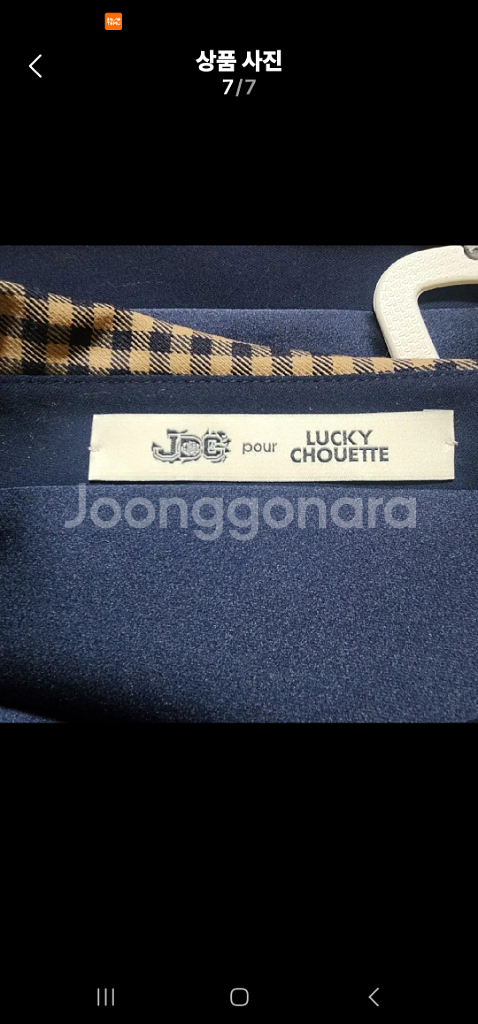 상품 사진
7/7
JDC pour LUCKY CHOUETTE
Joonggonara